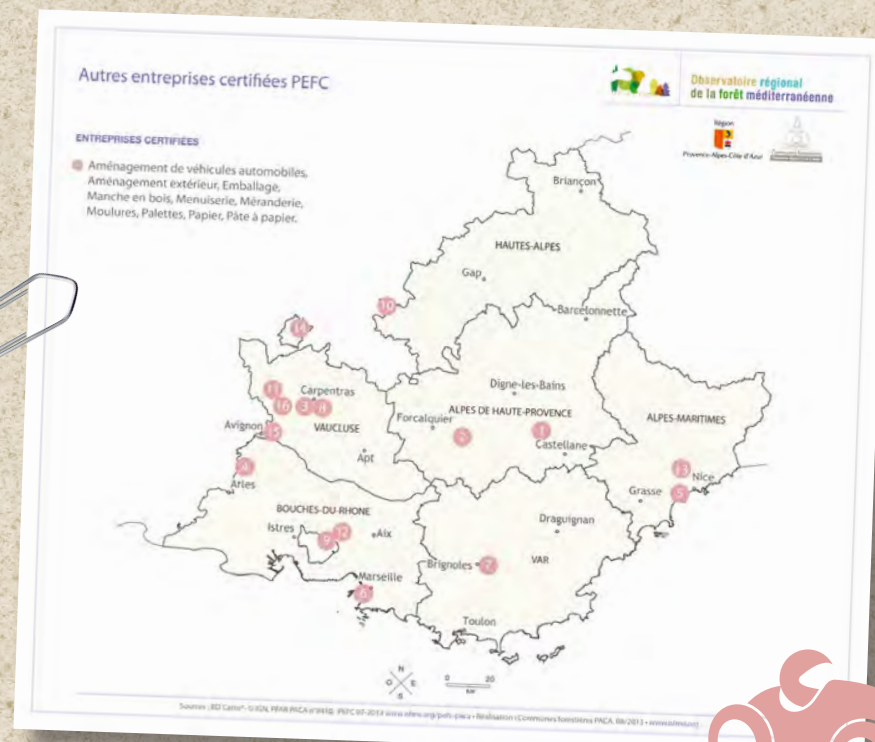 Autres entreprises certifiées PEFC
Observatoire régional
de la forêt méditerranéenne
Région
Provence-Alpes-Côte d'Azur
ENTREPRISES CERTIFIÉES
Aménagement de véhicules automobiles,
Aménagement extérieur, Emballage,
Manche en bois, Menuiserie, Méranderie,
Moulures, Palettes, Papier, Pâte à papier.
Briançon
HAUTES-ALPES
Gap
10
Barcelonnette
14
Digne-les-Bains
11
Carpentras
16 3 8
Forcalquier
ALPES DE HAUTE-PROVENCE
ALPES-MARITIMES
Avignon
15
VAUCLUSE
1
Castellane
Apt
4
Arles
13
Nice
Grasse
5
BOUCHES-DU-RHONE
Istres
9 12
Aix
Draguignan
Brignoles
VAR
Marseille
6
Toulon
N
O E
S
0 20
KM